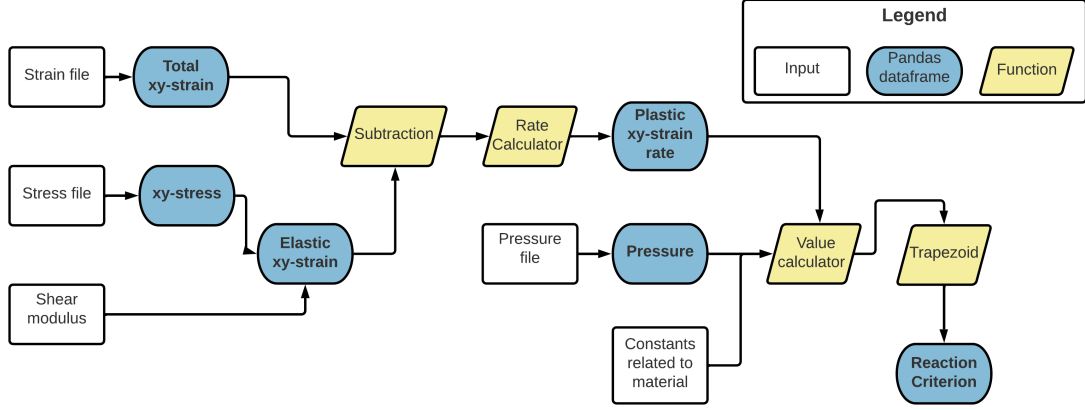 Legend
Input
Pandas
dataframe
Function
Strain file
Total
xy-strain
Subtraction
Rate
Calculator
Plastic
xy-strain
rate
Stress file
xy-stress
Elastic
xy-strain
Shear
modulus
Pressure
file
Pressure
Value
calculator
Trapezoid
Constants
related to
material
Reaction
Criterion